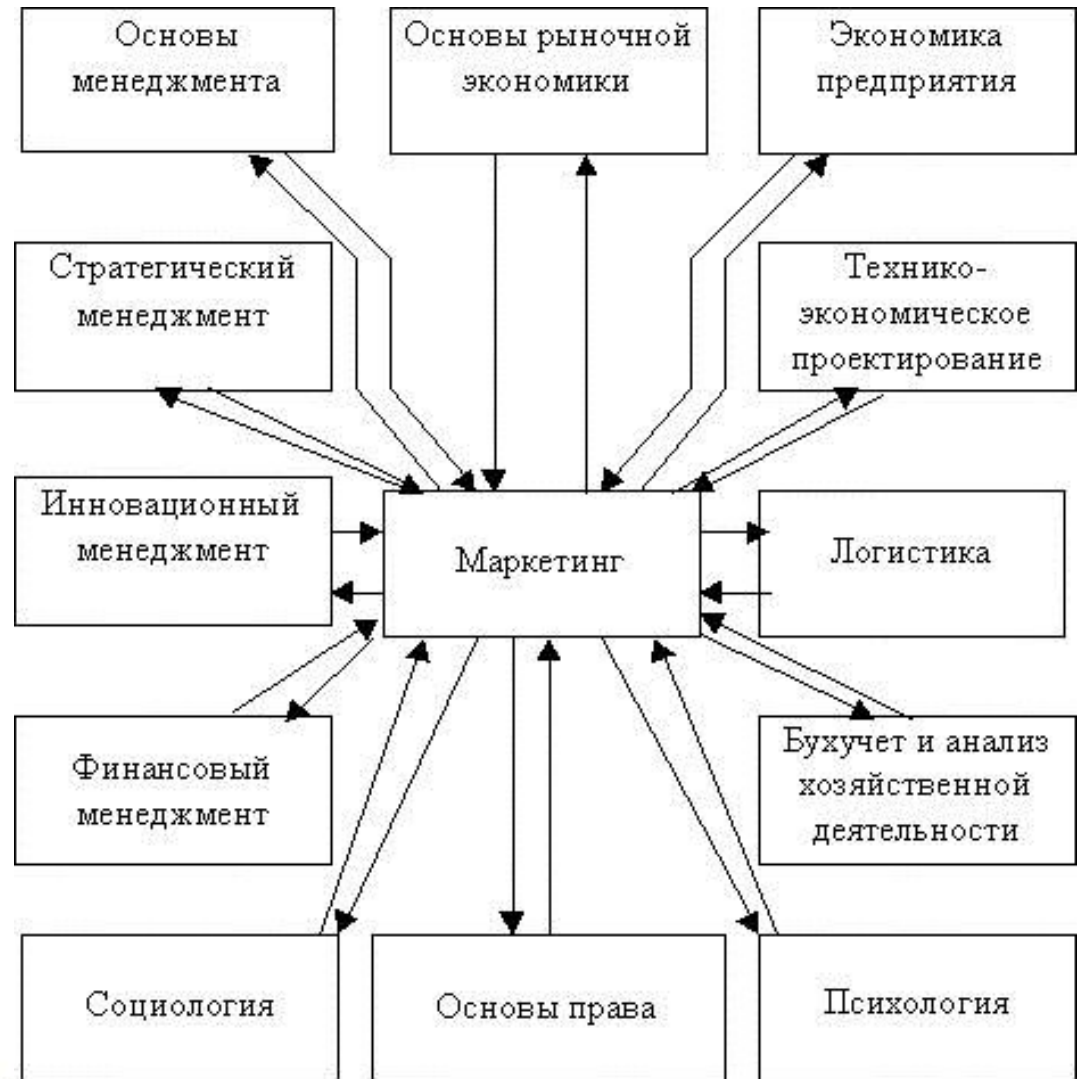 Основы
менеджмента
Основы рыночной
экономики
Экономика
предприятия
Стратегический
менеджмент
Технико-
экономическое
проектирование
Инновационный
менеджмент
Маркетинг
Логистика
Финансовый
менеджмент
Бухучет и анализ
хозяйственной
деятельности
Социология
Основы права
Психология